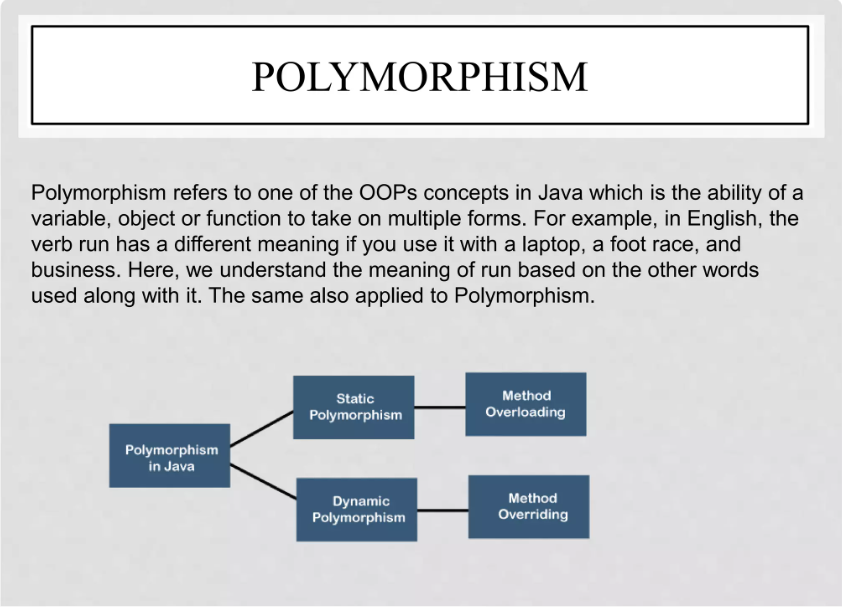 POLYMORPHISM
Polymorphism refers to one of the OOPs concepts in Java which is the ability of a
variable, object or function to take on multiple forms. For example, in English, the
verb run has a different meaning if you use it with a laptop, a foot race, and
business. Here, we understand the meaning of run based on the other words
used along with it. The same also applied to Polymorphism.
Polymorphism
in Java
Static
Polymorphism
Method
Overloading
Dynamic
Polymorphism
Method
Overriding